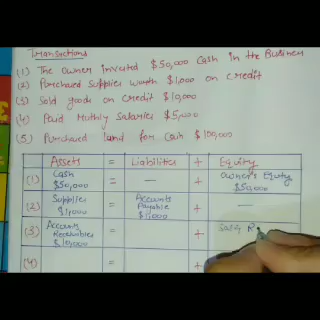 Transactions
(1) The owner invested $50,000 Cash in the Business
(2) Purchased Supplies worth $1,000 on credit
(3) Sold goods on credit $10,000
(4) Paid Monthly Salaries $5,000
(5) Purchased land for Cash $100,000
Assets = Liabilities + Equity
(1) Cash $50,000 = — + Owner's Equity $50,000
(2) Supplies $1,000 = Accounts Payable $1,000 + —
(3) Accounts Receivables $10,000 = + Sales R
(4) = +